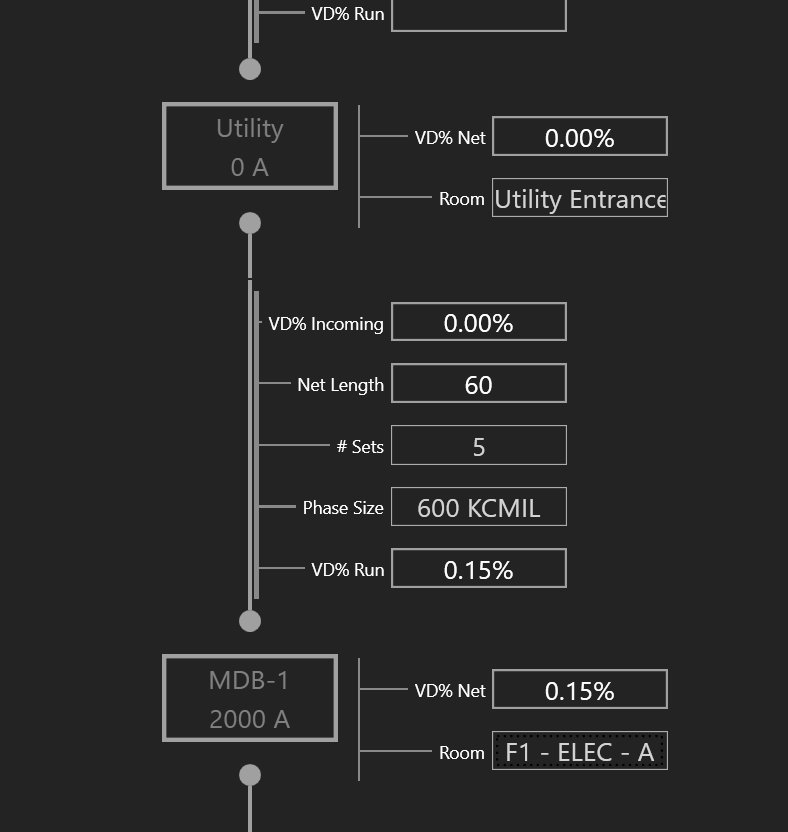 VD% Run
Utility
0 A
VD% Net 0.00%
Room Utility Entrance
VD% Incoming 0.00%
Net Length 60
# Sets 5
Phase Size 600 KCMIL
VD% Run 0.15%
MDB-1
2000 A
VD% Net 0.15%
Room F1 - ELEC - A